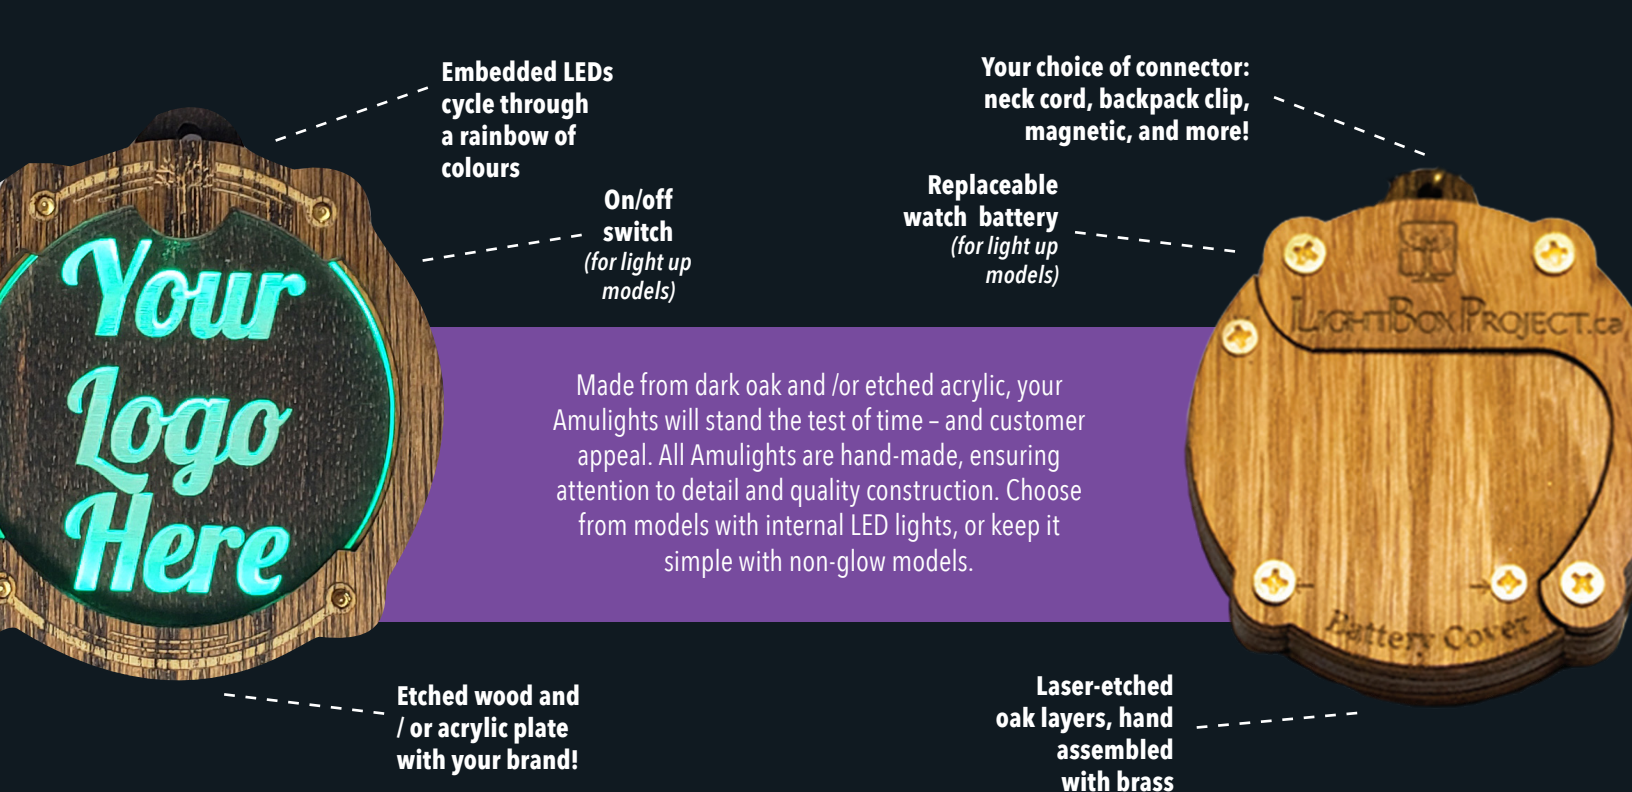 Embedded LEDs
cycle through
a rainbow of
colours
On/off
switch
(for light up
models)
Your choice of connector:
neck cord, backpack clip,
magnetic, and more!
Replaceable
watch battery
(for light up
models)
Your
Logo
Here
LIGHTBOXPROJECT.ca
Made from dark oak and /or etched acrylic, your
Amulights will stand the test of time – and customer
appeal. All Amulights are hand-made, ensuring
attention to detail and quality construction. Choose
from models with internal LED lights, or keep it
simple with non-glow models.
Battery Cover
Etched wood and
/ or acrylic plate
with your brand!
Laser-etched
oak layers, hand
assembled
with brass